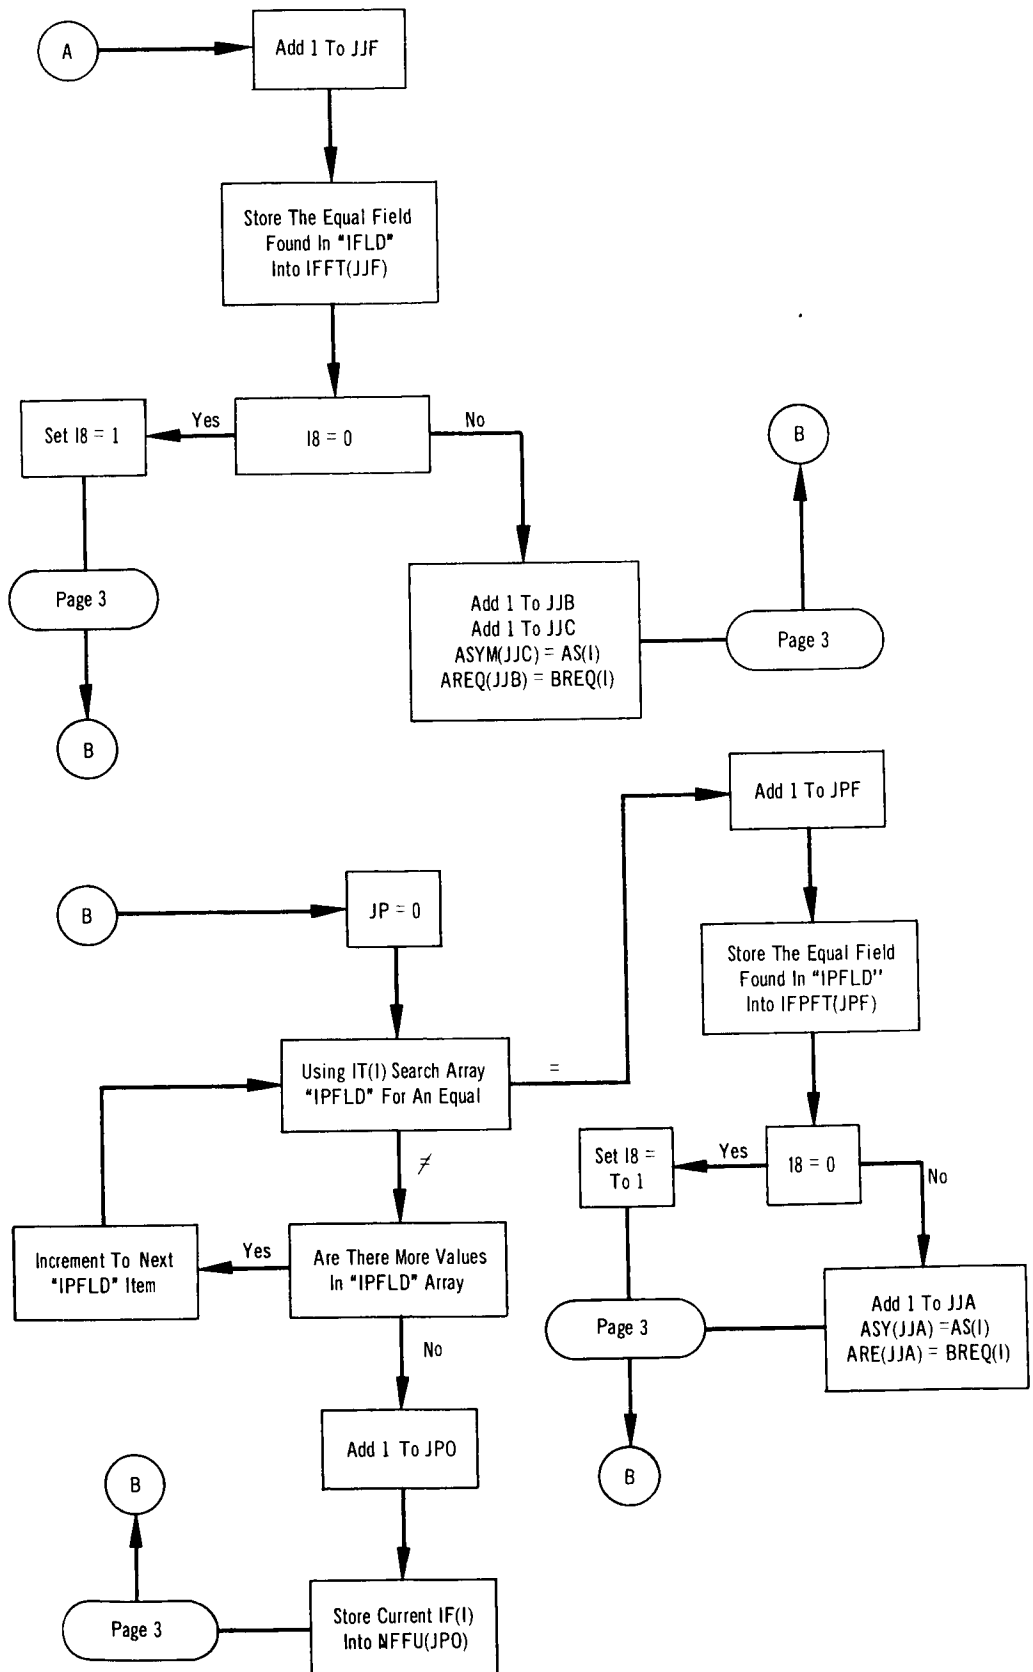 A
Add 1 To JJF
Store The Equal Field
Found In "IFLD"
Into IFFT(JJF)
Set I8 = 1
Yes
I8 = 0
No
B
Page 3
Add 1 To JJB
Add 1 To JJC
ASYM(JJC) = AS(I)
AREQ(JJB) = BREQ(I)
Page 3
B
Add 1 To JPF
B
JP = 0
Store The Equal Field
Found In "IPFLD"
Into IFPFT(JPF)
Using IT(I) Search Array
"IPFLD" For An Equal
=
≠
Set I8 =
To 1
Yes
I8 = 0
No
Increment To Next
"IPFLD" Item
Yes
Are There More Values
In "IPFLD" Array
Page 3
Add 1 To JJA
ASY(JJA) = AS(I)
ARE(JJA) = BREQ(I)
No
Add 1 To JPO
B
B
Page 3
Store Current IF(I)
Into NFFU(JPO)